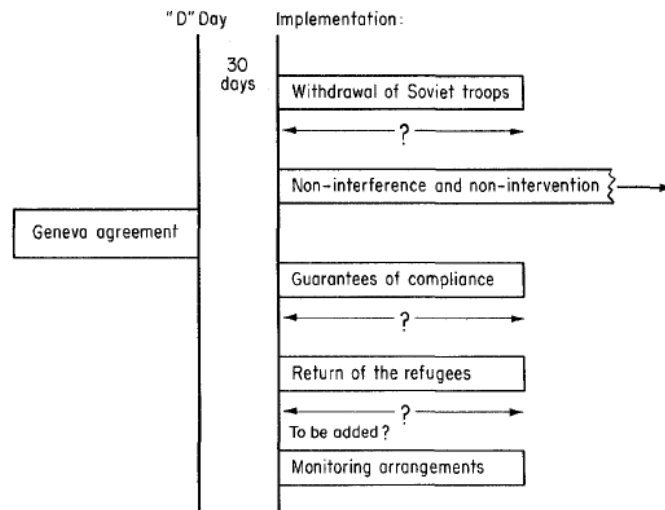 "D" Day
Implementation:
30
days
Withdrawal of Soviet troops
?
Non-interference and non-intervention
Geneva agreement
Guarantees of compliance
?
Return of the refugees
?
To be added?
Monitoring arrangements